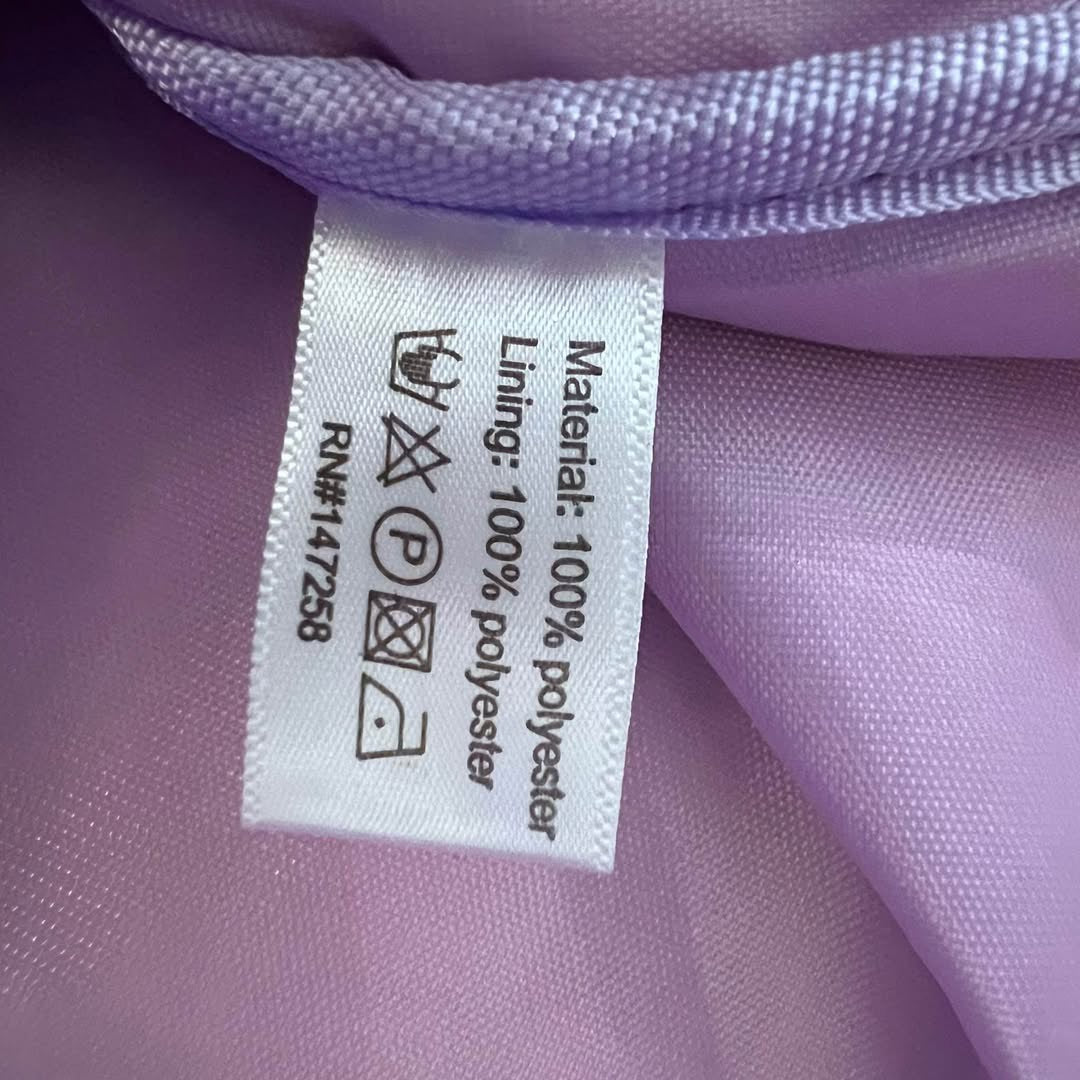 Material: 100% polyester
Lining: 100% polyester
P
RN#147258